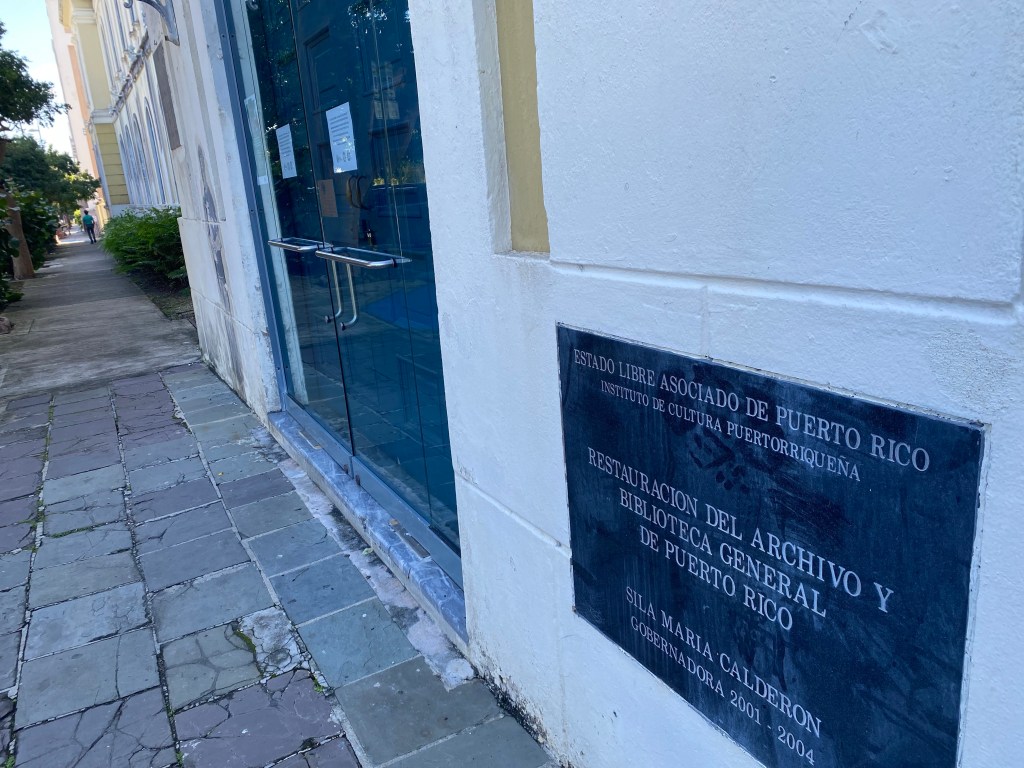 ESTADO LIBRE ASOCIADO DE PUERTO RICO
INSTITUTO DE CULTURA PUERTORRIQUEÑA
RESTAURACION DEL ARCHIVO Y
BIBLIOTECA GENERAL
DE PUERTO RICO
SILA MARIA CALDERON
GOBERNADORA 2001 - 2004